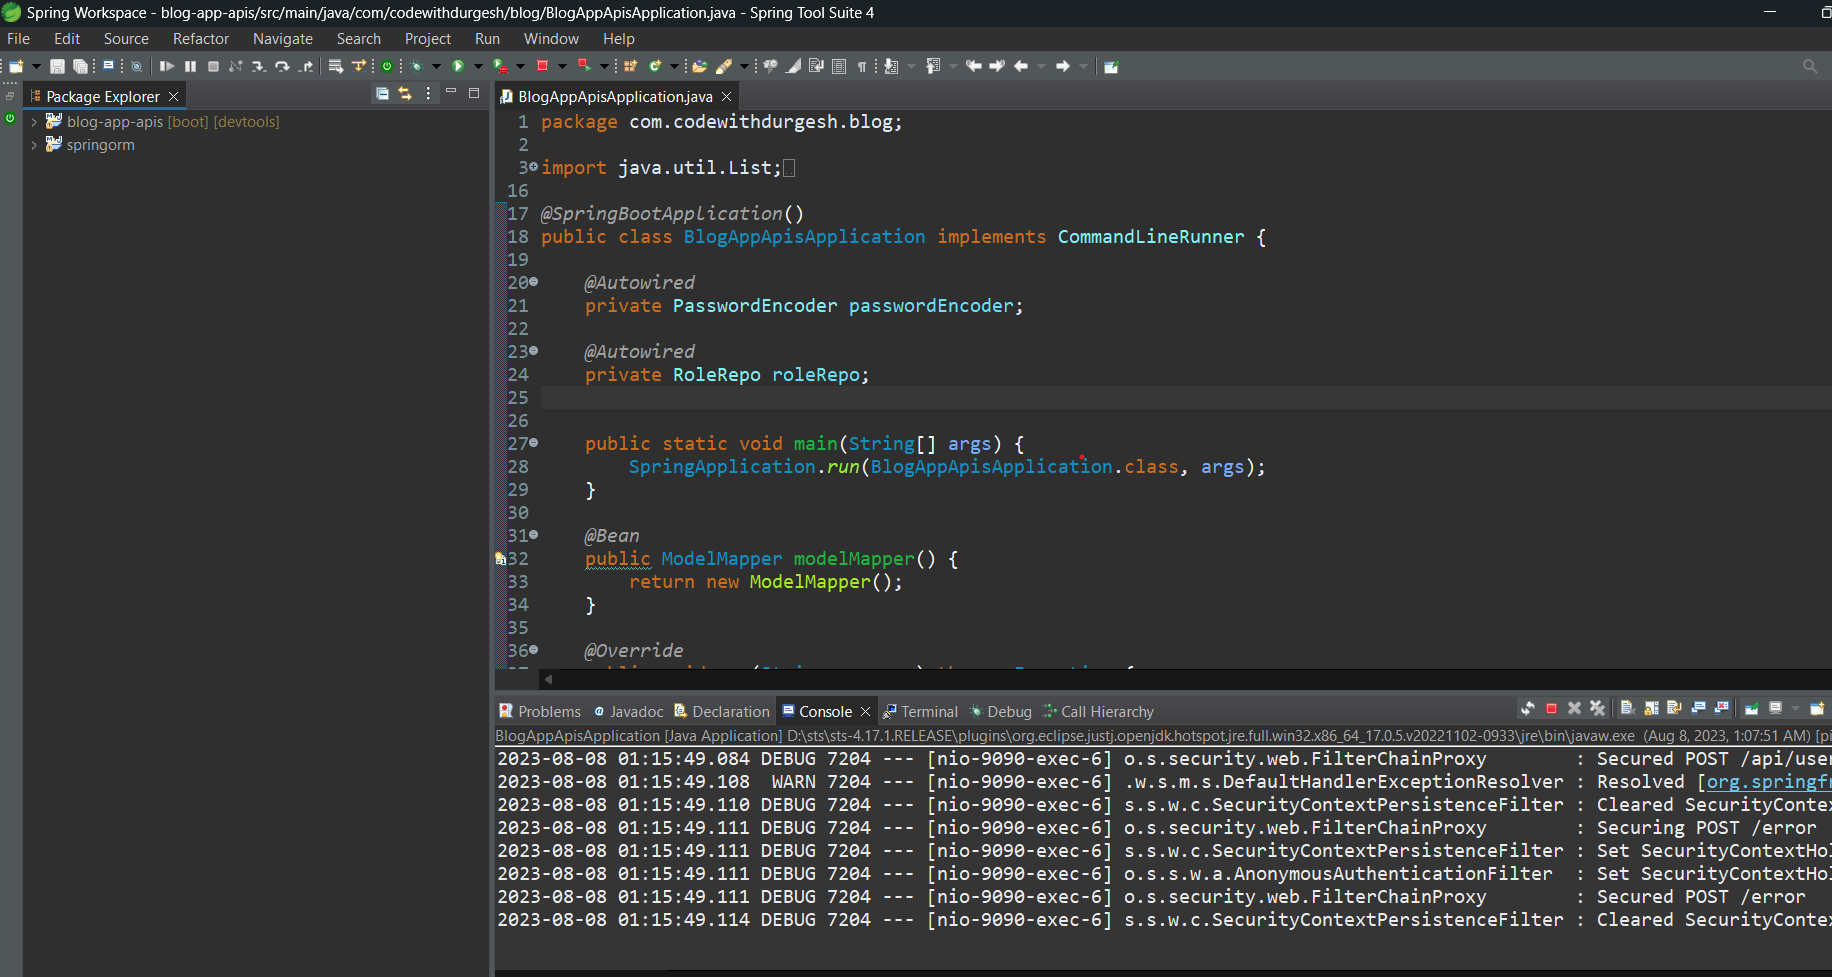 Spring Workspace - blog-app-apis/src/main/java/com/codewithdurgesh/blog/BlogAppApisApplication.java - Spring Tool Suite 4
File Edit Source Refactor Navigate Search Project Run Window Help
Package Explorer
blog-app-apis [boot] [devtools]
springorm
BlogAppApisApplication.java
1 package com.codewithdurgesh.blog;
2
3 import java.util.List;
16
17 @SpringBootApplication()
18 public class BlogAppApisApplication implements CommandLineRunner {
19
20 @Autowired
21 private PasswordEncoder passwordEncoder;
22
23 @Autowired
24 private RoleRepo roleRepo;
25
26
27 public static void main(String[] args) {
28 SpringApplication.run(BlogAppApisApplication.class, args);
29 }
30
31 @Bean
32 public ModelMapper modelMapper() {
33 return new ModelMapper();
34 }
35
36 @Override
Problems Javadoc Declaration Console Terminal Debug Call Hierarchy
BlogAppApisApplication [Java Application] D:\sts\sts-4.17.1.RELEASE\plugins\org.eclipse.justj.openjdk.hotspot.jre.full.win32.x86_64_17.0.5.v20221102-0933\jre\bin\javaw.exe (Aug 8, 2023, 1:07:51 AM) [pi
2023-08-08 01:15:49.084 DEBUG 7204 --- [nio-9090-exec-6] o.s.security.web.FilterChainProxy : Secured POST /api/user
2023-08-08 01:15:49.108 WARN 7204 --- [nio-9090-exec-6] .w.s.m.s.DefaultHandlerExceptionResolver : Resolved [org.springfr
2023-08-08 01:15:49.110 DEBUG 7204 --- [nio-9090-exec-6] s.s.w.c.SecurityContextPersistenceFilter : Cleared SecurityContex
2023-08-08 01:15:49.111 DEBUG 7204 --- [nio-9090-exec-6] o.s.security.web.FilterChainProxy : Securing POST /error
2023-08-08 01:15:49.111 DEBUG 7204 --- [nio-9090-exec-6] s.s.w.c.SecurityContextPersistenceFilter : Set SecurityContextHol
2023-08-08 01:15:49.111 DEBUG 7204 --- [nio-9090-exec-6] o.s.s.w.a.AnonymousAuthenticationFilter : Set SecurityContextHol
2023-08-08 01:15:49.111 DEBUG 7204 --- [nio-9090-exec-6] o.s.security.web.FilterChainProxy : Secured POST /error
2023-08-08 01:15:49.114 DEBUG 7204 --- [nio-9090-exec-6] s.s.w.c.SecurityContextPersistenceFilter : Cleared SecurityContex